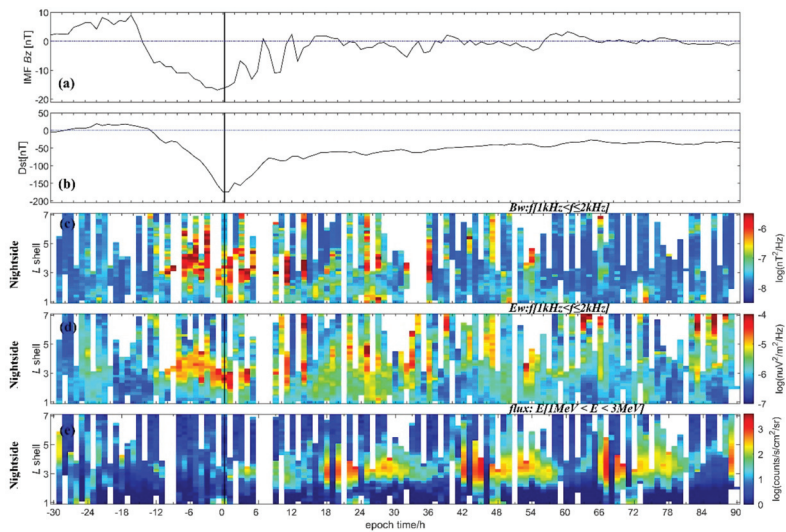 10
0
-10
-20
IMF Bz [nT]
(a)
50
0
-50
-100
-150
-200
Dst[nT]
(b)
Bw:f[1kHz<f≤2kHz]
(c)
Nightside
L shell
7
5
3
1
-6
-7
-8
log(nT²/Hz)
Ew:f[1kHz<f≤2kHz]
(d)
Nightside
L shell
7
5
3
1
-4
-5
-6
-7
log(mV²/m²/Hz)
flux: E[1MeV < E < 3MeV]
Nightside
L shell
7
5
3
1
3
2
1
0
log(counts/s/cm²/sr)
-30 -24 -18 -12 -6 0 6 12 18 24 30 36 42 48 54 60 66 72 78 84 90
epoch time/h